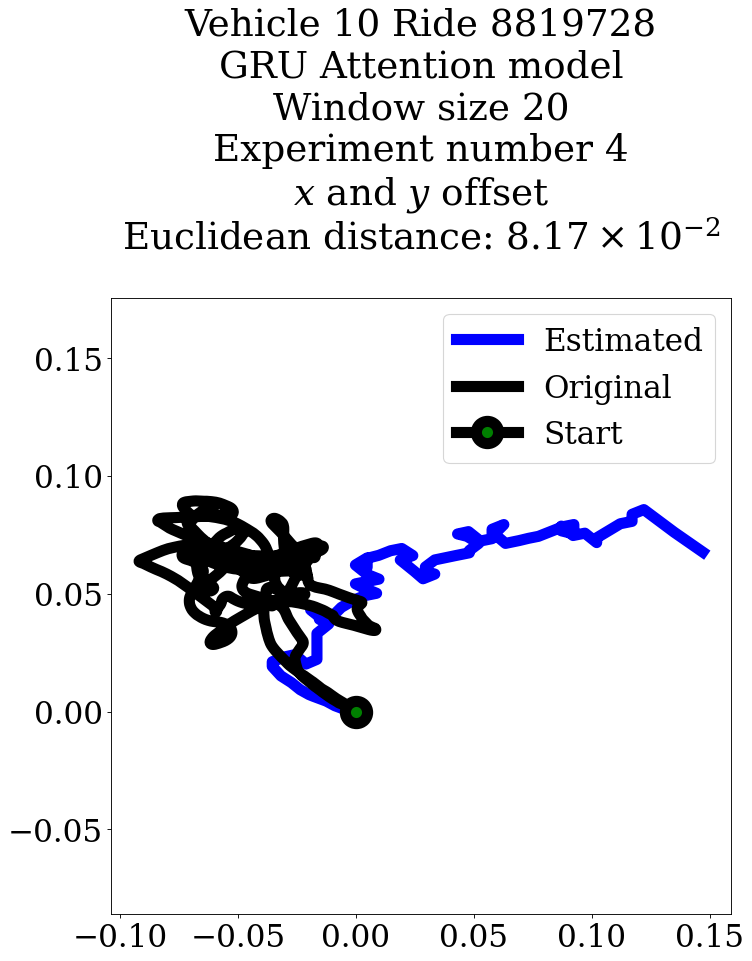 Vehicle 10 Ride 8819728
GRU Attention model
Window size 20
Experiment number 4
x and y offset
Euclidean distance: 8.17 × 10⁻²
Estimated
Original
Start
0.15
0.10
0.05
0.00
−0.05
−0.10 −0.05 0.00 0.05 0.10 0.15